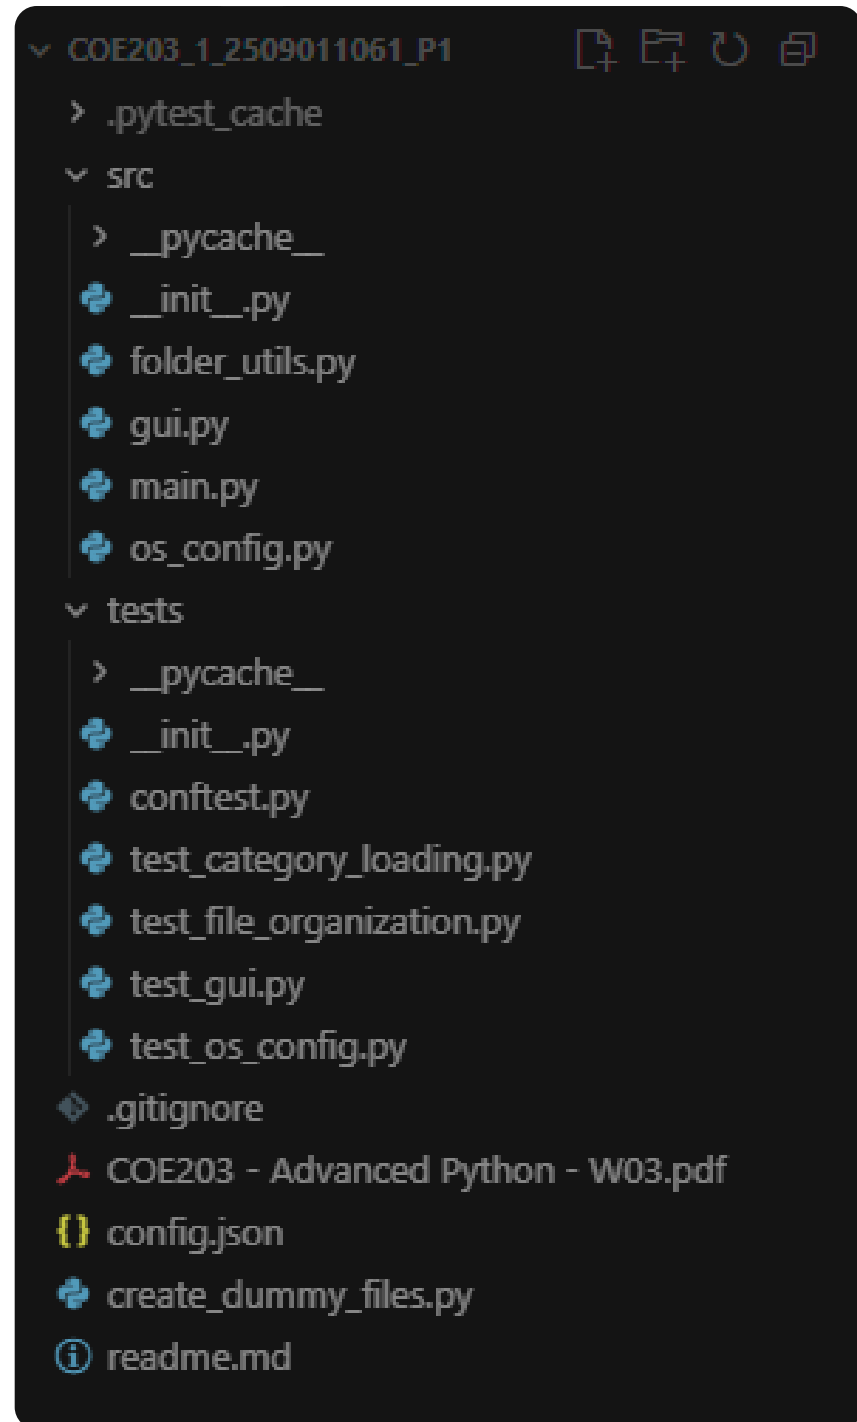 COE203_1_2509011061_P1
.pytest_cache
src
__pycache__
__init__.py
folder_utils.py
gui.py
main.py
os_config.py
tests
__pycache__
__init__.py
conftest.py
test_category_loading.py
test_file_organization.py
test_gui.py
test_os_config.py
.gitignore
COE203 - Advanced Python - W03.pdf
{} config.json
create_dummy_files.py
readme.md